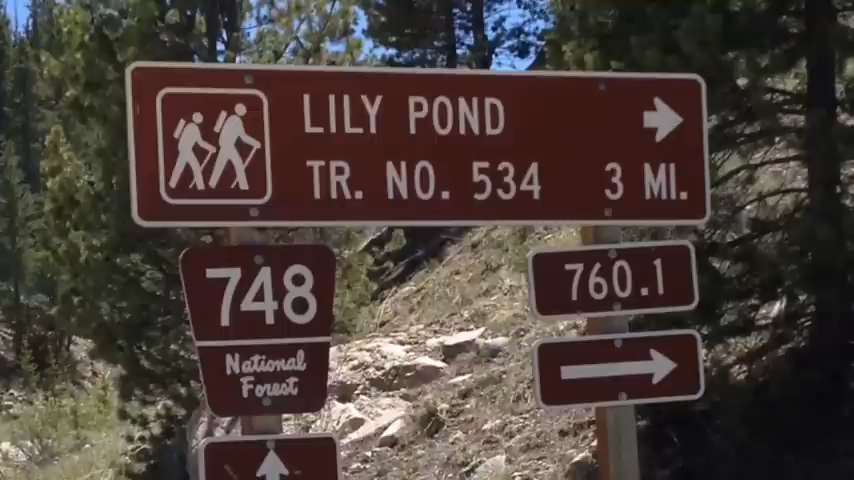 LILY POND
TR. NO. 534 3 MI.
748
National
Forest
760.1